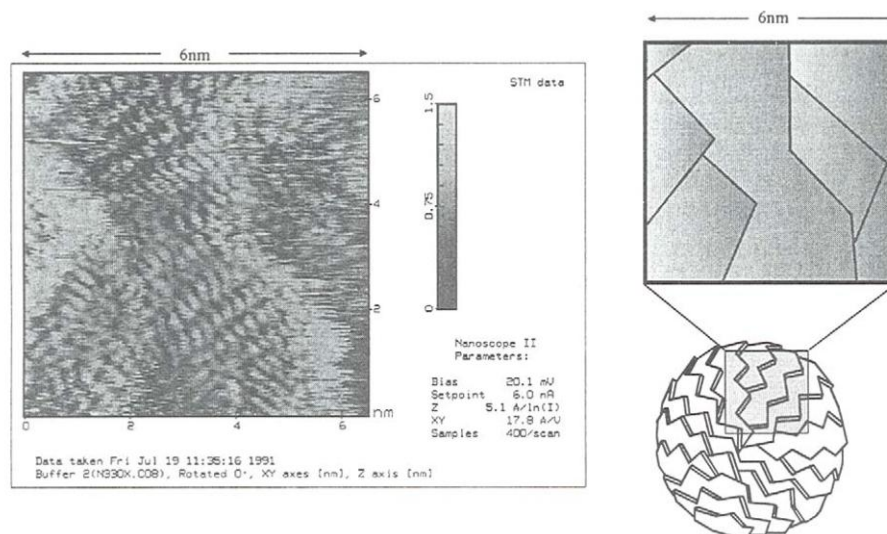 6nm
6nm
STM data
6
4
2
0
nm
0
2
4
6
1.5
0.75
0
Nanoscope II
Parameters:
Bias 20.1 mV
Setpoint 6.0 nA
Z 5.1 A/ln(I)
XY 17.8 A/V
Samples 400/scan
Data taken Fri Jul 19 11:35:16 1991
Buffer 2(N330X.C08), Rotated 0°, XY axes [nm], Z axis [nm]